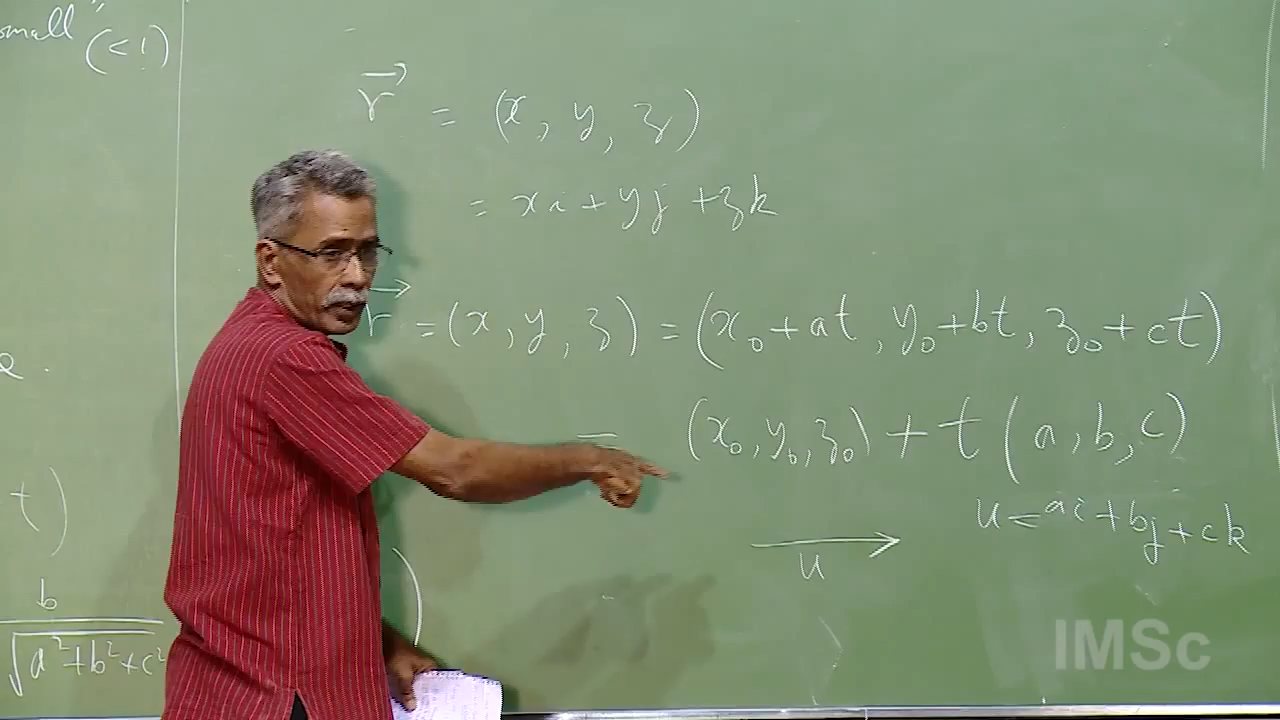 small" (<1)
e.
t)
b
√a²+b²+c²
→
r = (x, y, z)
= xi + yj + zk
→
r = (x, y, z) = (x₀+at, y₀+bt, z₀+ct)
= (x₀, y₀, z₀) + t(a, b, c)
u = ai + bj + ck
→
u
)
IMSc